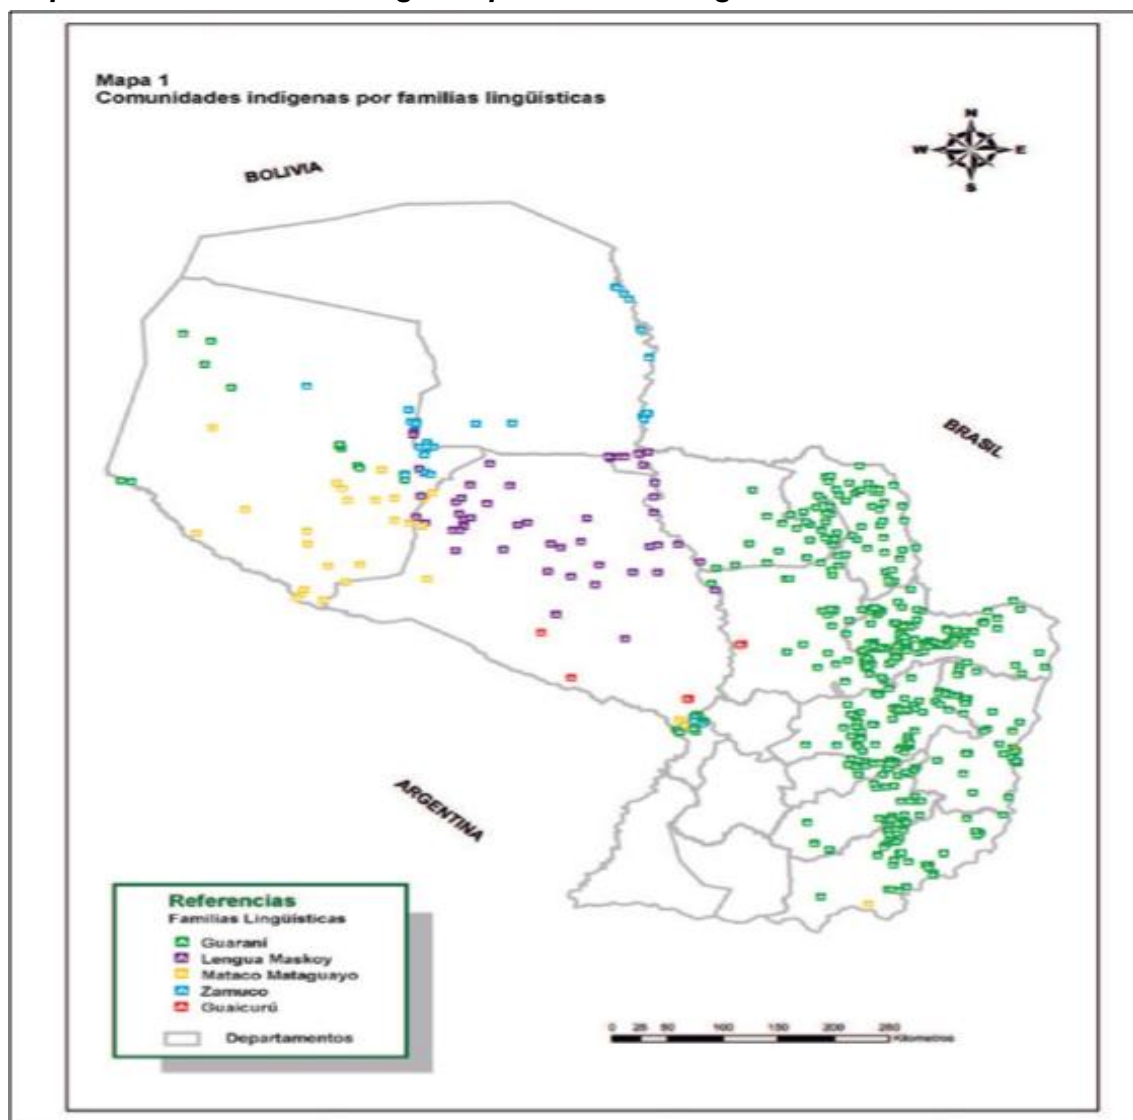 Mapa 1
Comunidades indígenas por familias lingüísticas
N
W E
S
BOLIVIA
BRASIL
ARGENTINA
Referencias
Familias Lingüísticas
Guaraní
Lengua Maskoy
Mataco Mataguayo
Zamuco
Guaicurú
Departamentos
0 25 50 100 150 200 250
Kilometros